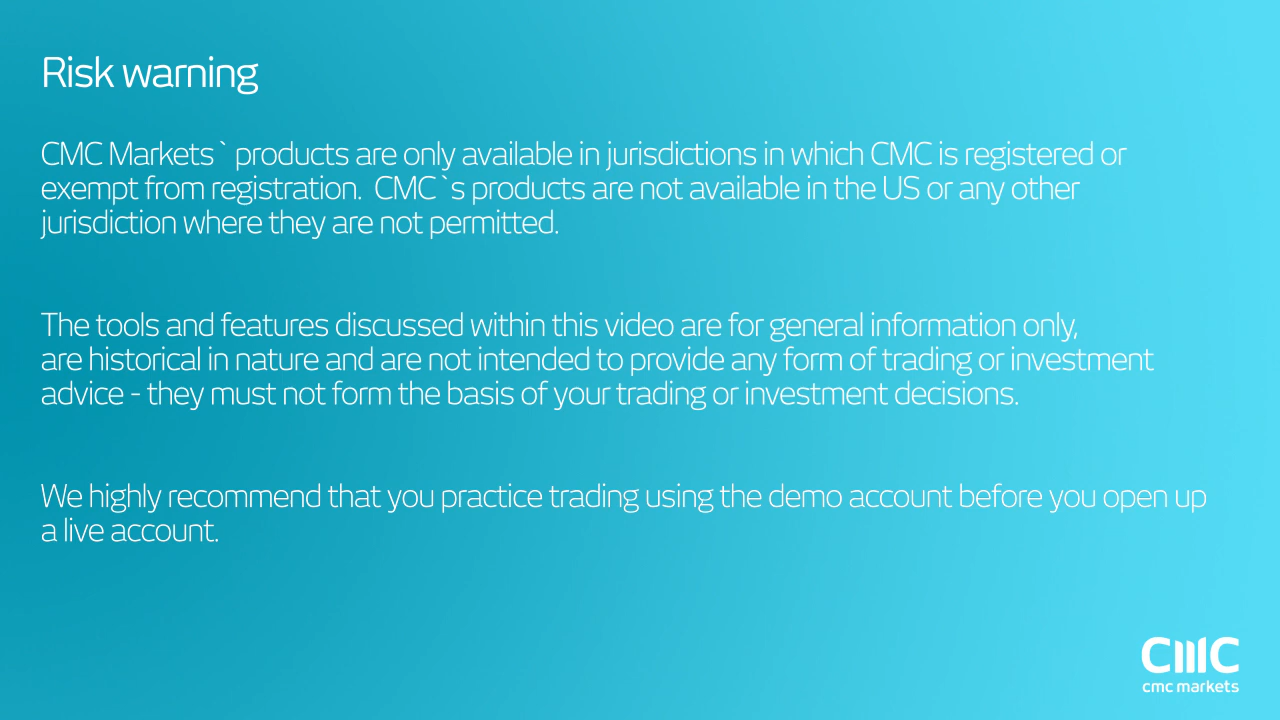 Risk warning
CMC Markets` products are only available in jurisdictions in which CMC is registered or
exempt from registration.  CMC`s products are not available in the US or any other
jurisdiction where they are not permitted.
The tools and features discussed within this video are for general information only,
are historical in nature and are not intended to provide any form of trading or investment
advice - they must not form the basis of your trading or investment decisions.
We highly recommend that you practice trading using the demo account before you open up
a live account.
CMC
cmc markets